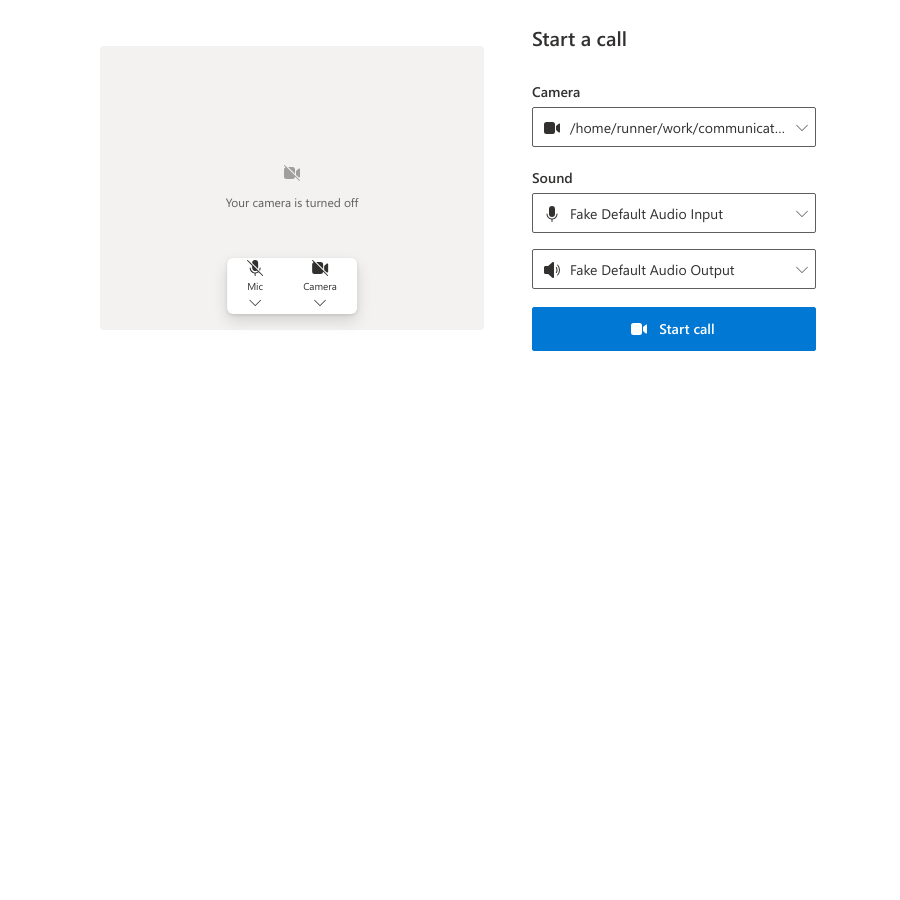 Start a call
Camera
/home/runner/work/communicat...
Sound
Fake Default Audio Input
Fake Default Audio Output
Start call
Your camera is turned off
Mic
Camera